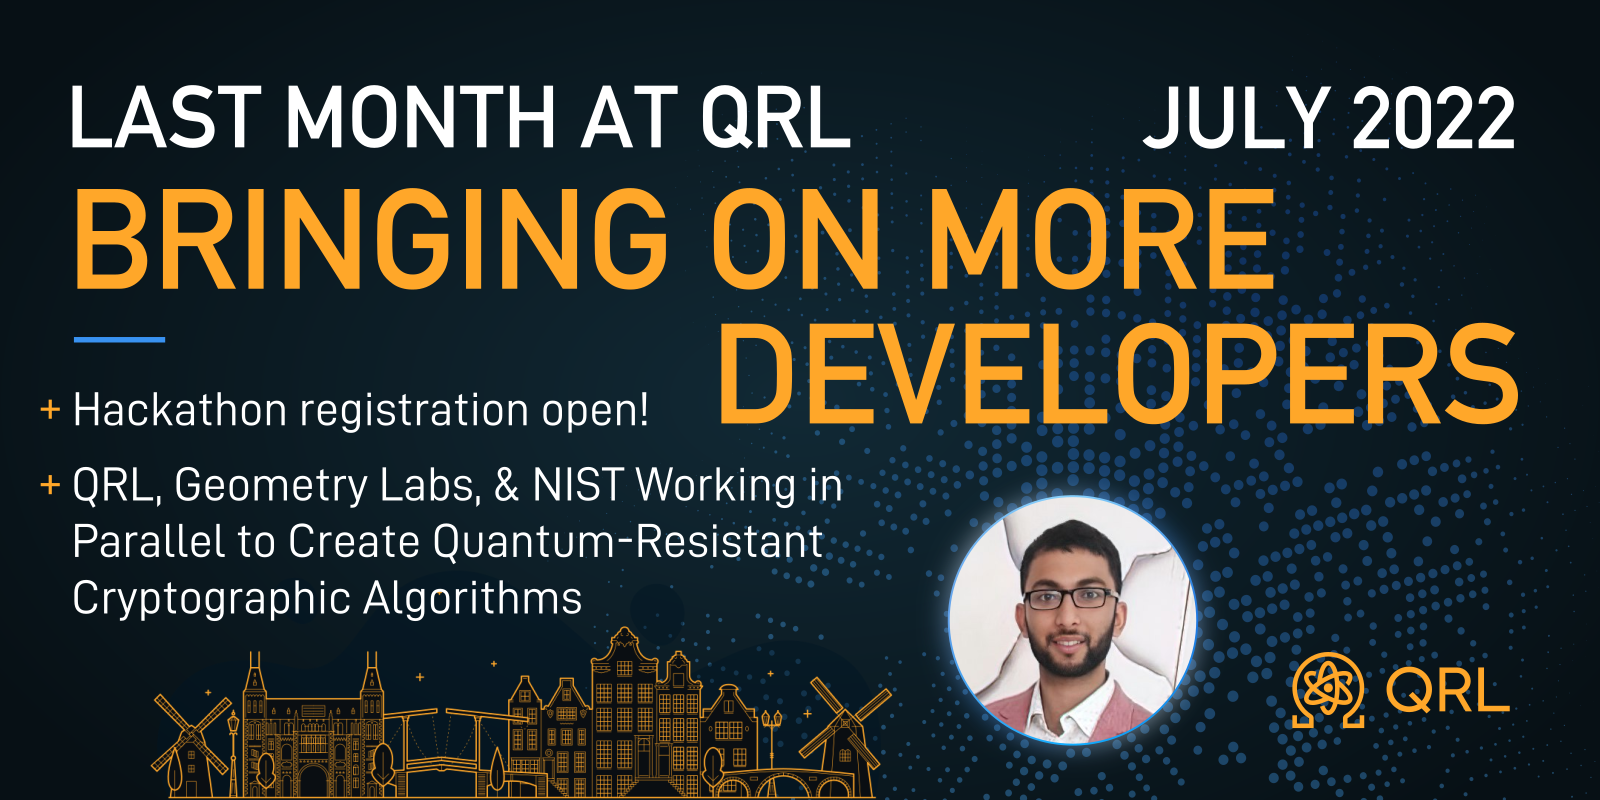 LAST MONTH AT QRL
JULY 2022
BRINGING ON MORE
DEVELOPERS
+ Hackathon registration open!
+ QRL, Geometry Labs, & NIST Working in
Parallel to Create Quantum-Resistant
Cryptographic Algorithms
QRL